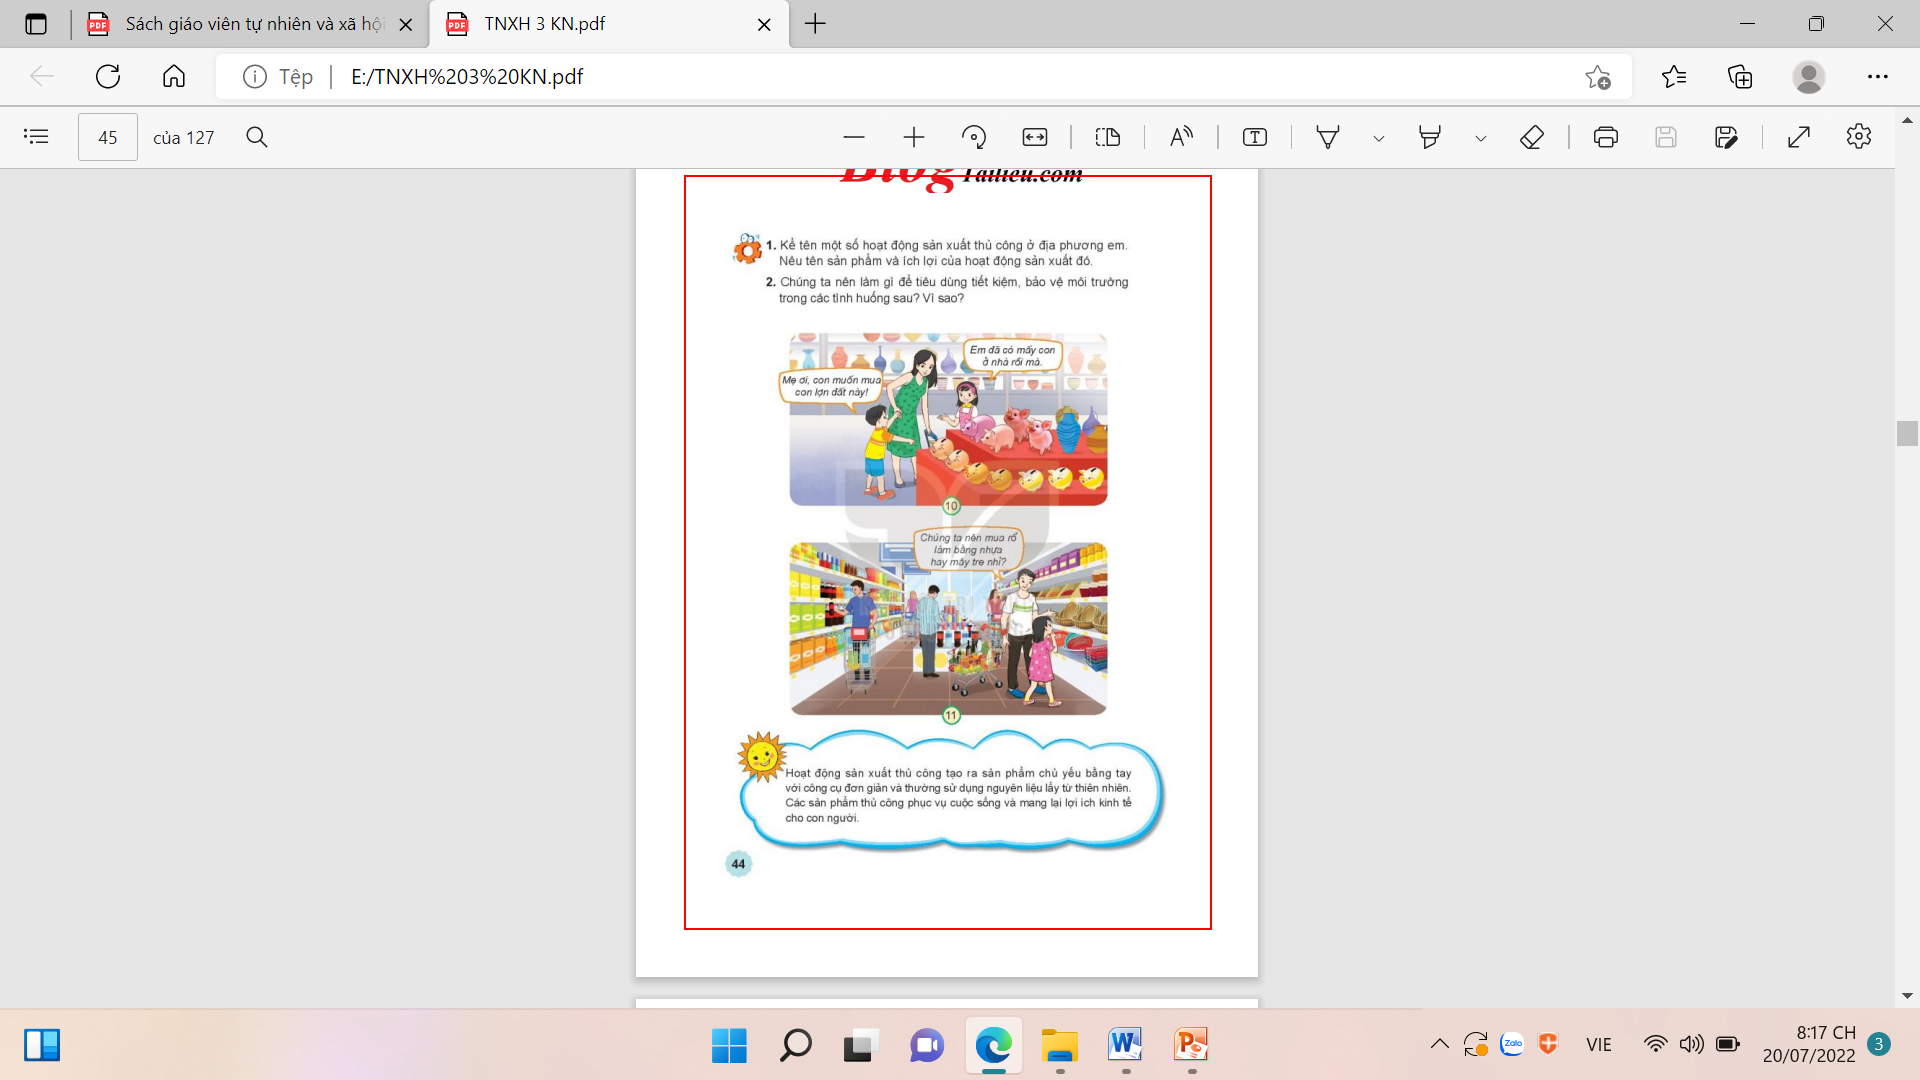 Sách giáo viên tự nhiên và xã hội
TNXH 3 KN.pdf
Tệp
E:/TNXH%203%20KN.pdf
45
của 127
Blog Tailieu.com
1. Kể tên một số hoạt động sản xuất thủ công ở địa phương em.
Nêu tên sản phẩm và ích lợi của hoạt động sản xuất đó.
2. Chúng ta nên làm gì để tiêu dùng tiết kiệm, bảo vệ môi trường
trong các tình huống sau? Vì sao?
Em đã có mấy con
ở nhà rồi mà.
Mẹ ơi, con muốn mua
con lợn đất này!
10
Chúng ta nên mua rổ
làm bằng nhựa
hay mây tre nhỉ?
11
Hoạt động sản xuất thủ công tạo ra sản phẩm chủ yếu bằng tay
với công cụ đơn giản và thường sử dụng nguyên liệu lấy từ thiên nhiên.
Các sản phẩm thủ công phục vụ cuộc sống và mang lại lợi ích kinh tế
cho con người.
44
Zalo
VIE
8:17 CH
20/07/2022
3